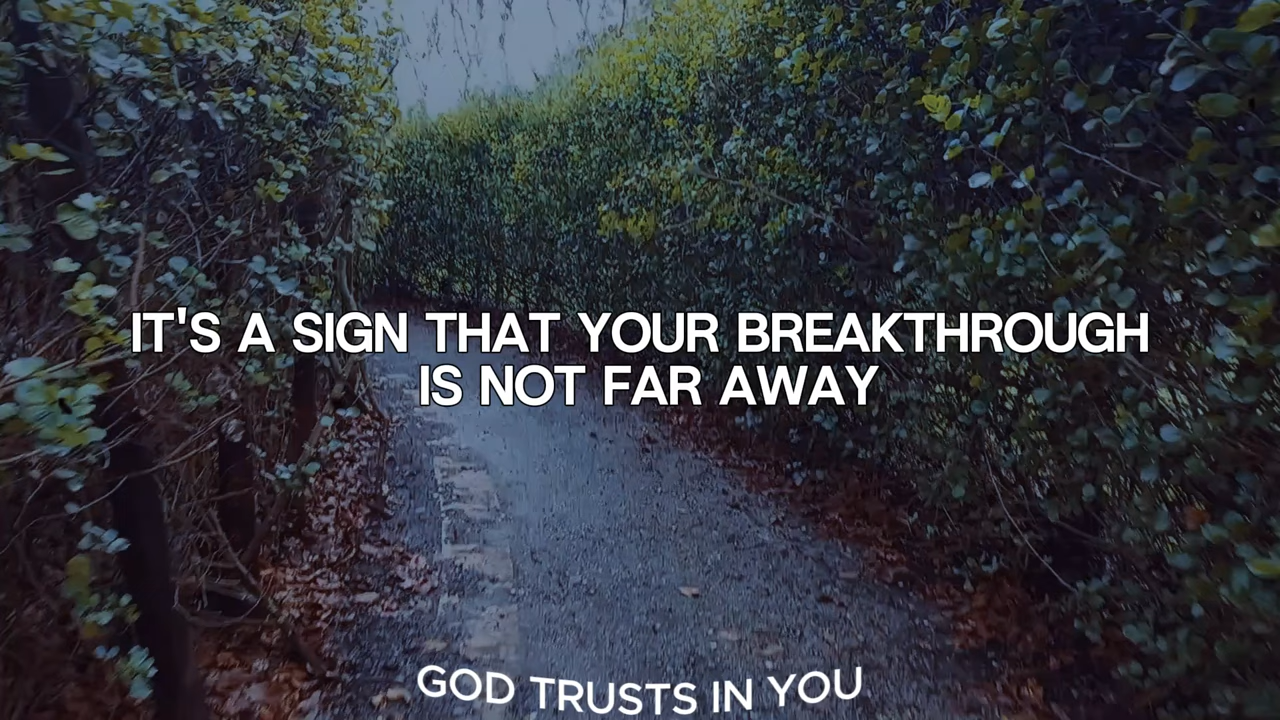 IT'S A SIGN THAT YOUR BREAKTHROUGH
IS NOT FAR AWAY
GOD TRUSTS IN YOU